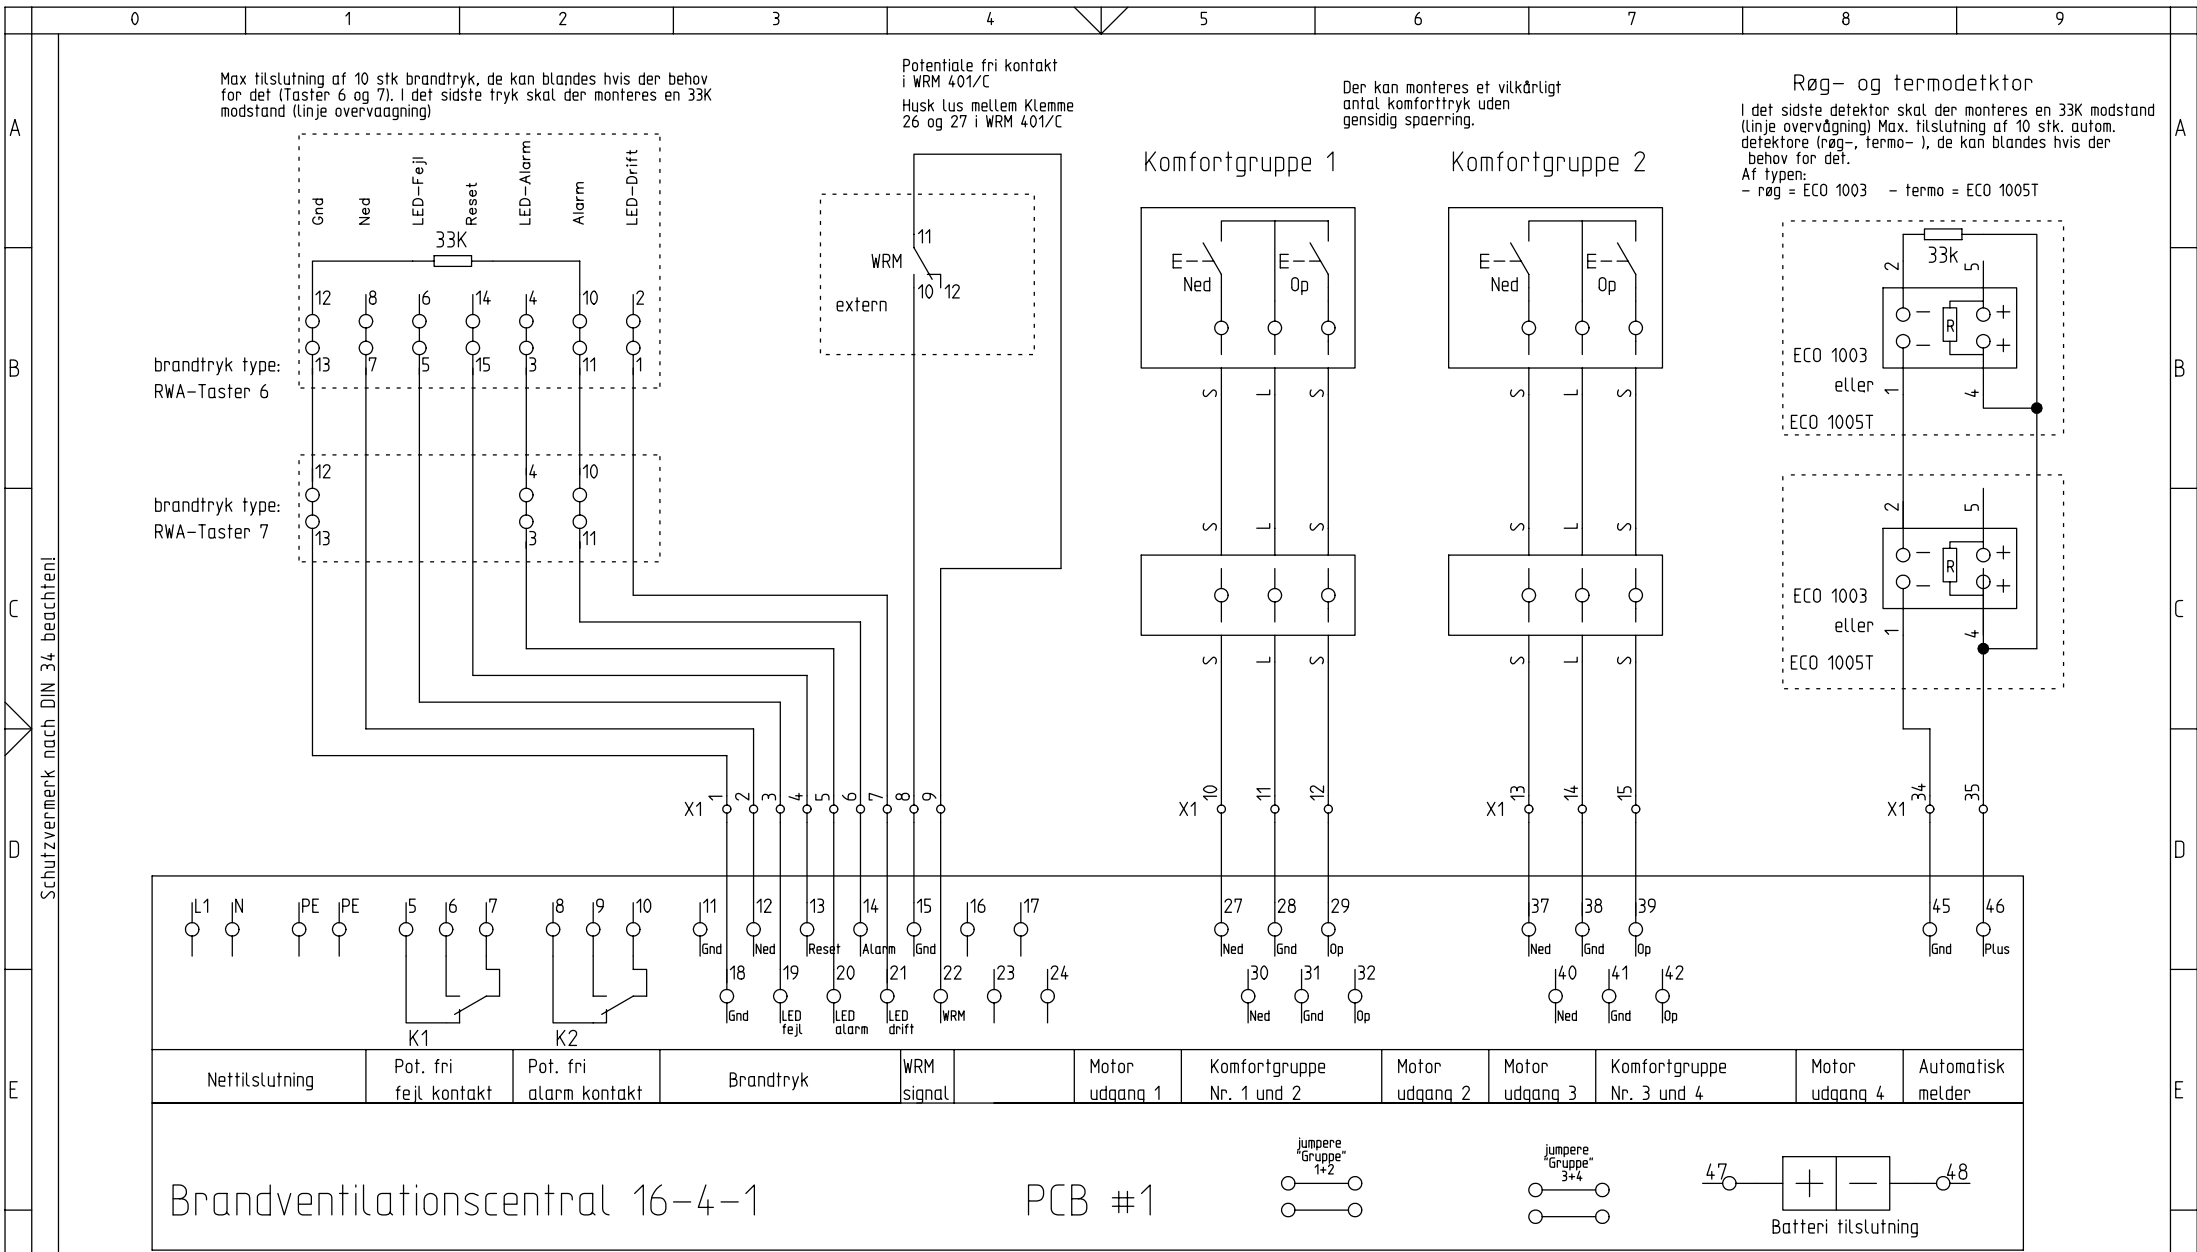 0 1 2 3 4 5 6 7 8 9
A
B
C
D
E
A
B
C
D
E
Schutzvermerk nach DIN 34 beachten!
Max tilslutning af 10 stk brandtryk, de kan blandes hvis der behov
for det (Taster 6 og 7). I det sidste tryk skal der monteres en 33K
modstand (linje overvaagning)
Gnd
Ned
LED-Fejl
Reset
LED-Alarm
Alarm
LED-Drift
33K
12 8 6 14 4 10 2
13 7 5 15 3 11 1
brandtryk type:
RWA-Taster 6
12 4 10
13 3 11
brandtryk type:
RWA-Taster 7
Potentiale fri kontakt
i WRM 401/C
Husk lus mellem Klemme
26 og 27 i WRM 401/C
11
WRM
10 12
extern
Der kan monteres et vilkårligt
antal komforttryk uden
gensidig spaerring.
Komfortgruppe 1
E E
Ned Op
S L S
S L S
S L S
Komfortgruppe 2
E E
Ned Op
S L S
S L S
S L S
Røg- og termodetktor
I det sidste detektor skal der monteres en 33K modstand
(linje overvågning) Max. tilslutning af 10 stk. autom.
detektore (røg-, termo- ), de kan blandes hvis der
behov for det.
Af typen:
- røg = ECO 1003 - termo = ECO 1005T
33k
2 5
- R +
- +
ECO 1003
eller
ECO 1005T
1 4
2 5
- R +
- +
ECO 1003
eller
ECO 1005T
1 4
X1 1 2 3 4 5 6 7 8 9
X1 10 11 12
X1 13 14 15
X1 34 35
L1 N PE PE 5 6 7 8 9 10 11 12 13 14 15 16 17 27 28 29 37 38 39 45 46
Gnd Ned Reset Alarm Gnd Ned Gnd Op Ned Gnd Op Gnd Plus
18 19 20 21 22 23 24 30 31 32 40 41 42
Gnd LED LED LED WRM Ned Gnd Op Ned Gnd Op
fejl alarm drift
K1 K2
Nettilslutning
Pot. fri
fejl kontakt
Pot. fri
alarm kontakt
Brandtryk
WRM
signal
Motor
udgang 1
Komfortgruppe
Nr. 1 und 2
Motor
udgang 2
Motor
udgang 3
Komfortgruppe
Nr. 3 und 4
Motor
udgang 4
Automatisk
melder
Brandventilationscentral 16-4-1
PCB #1
jumpere
"Gruppe"
1+2
jumpere
"Gruppe"
3+4
47 + - 48
Batteri tilslutning